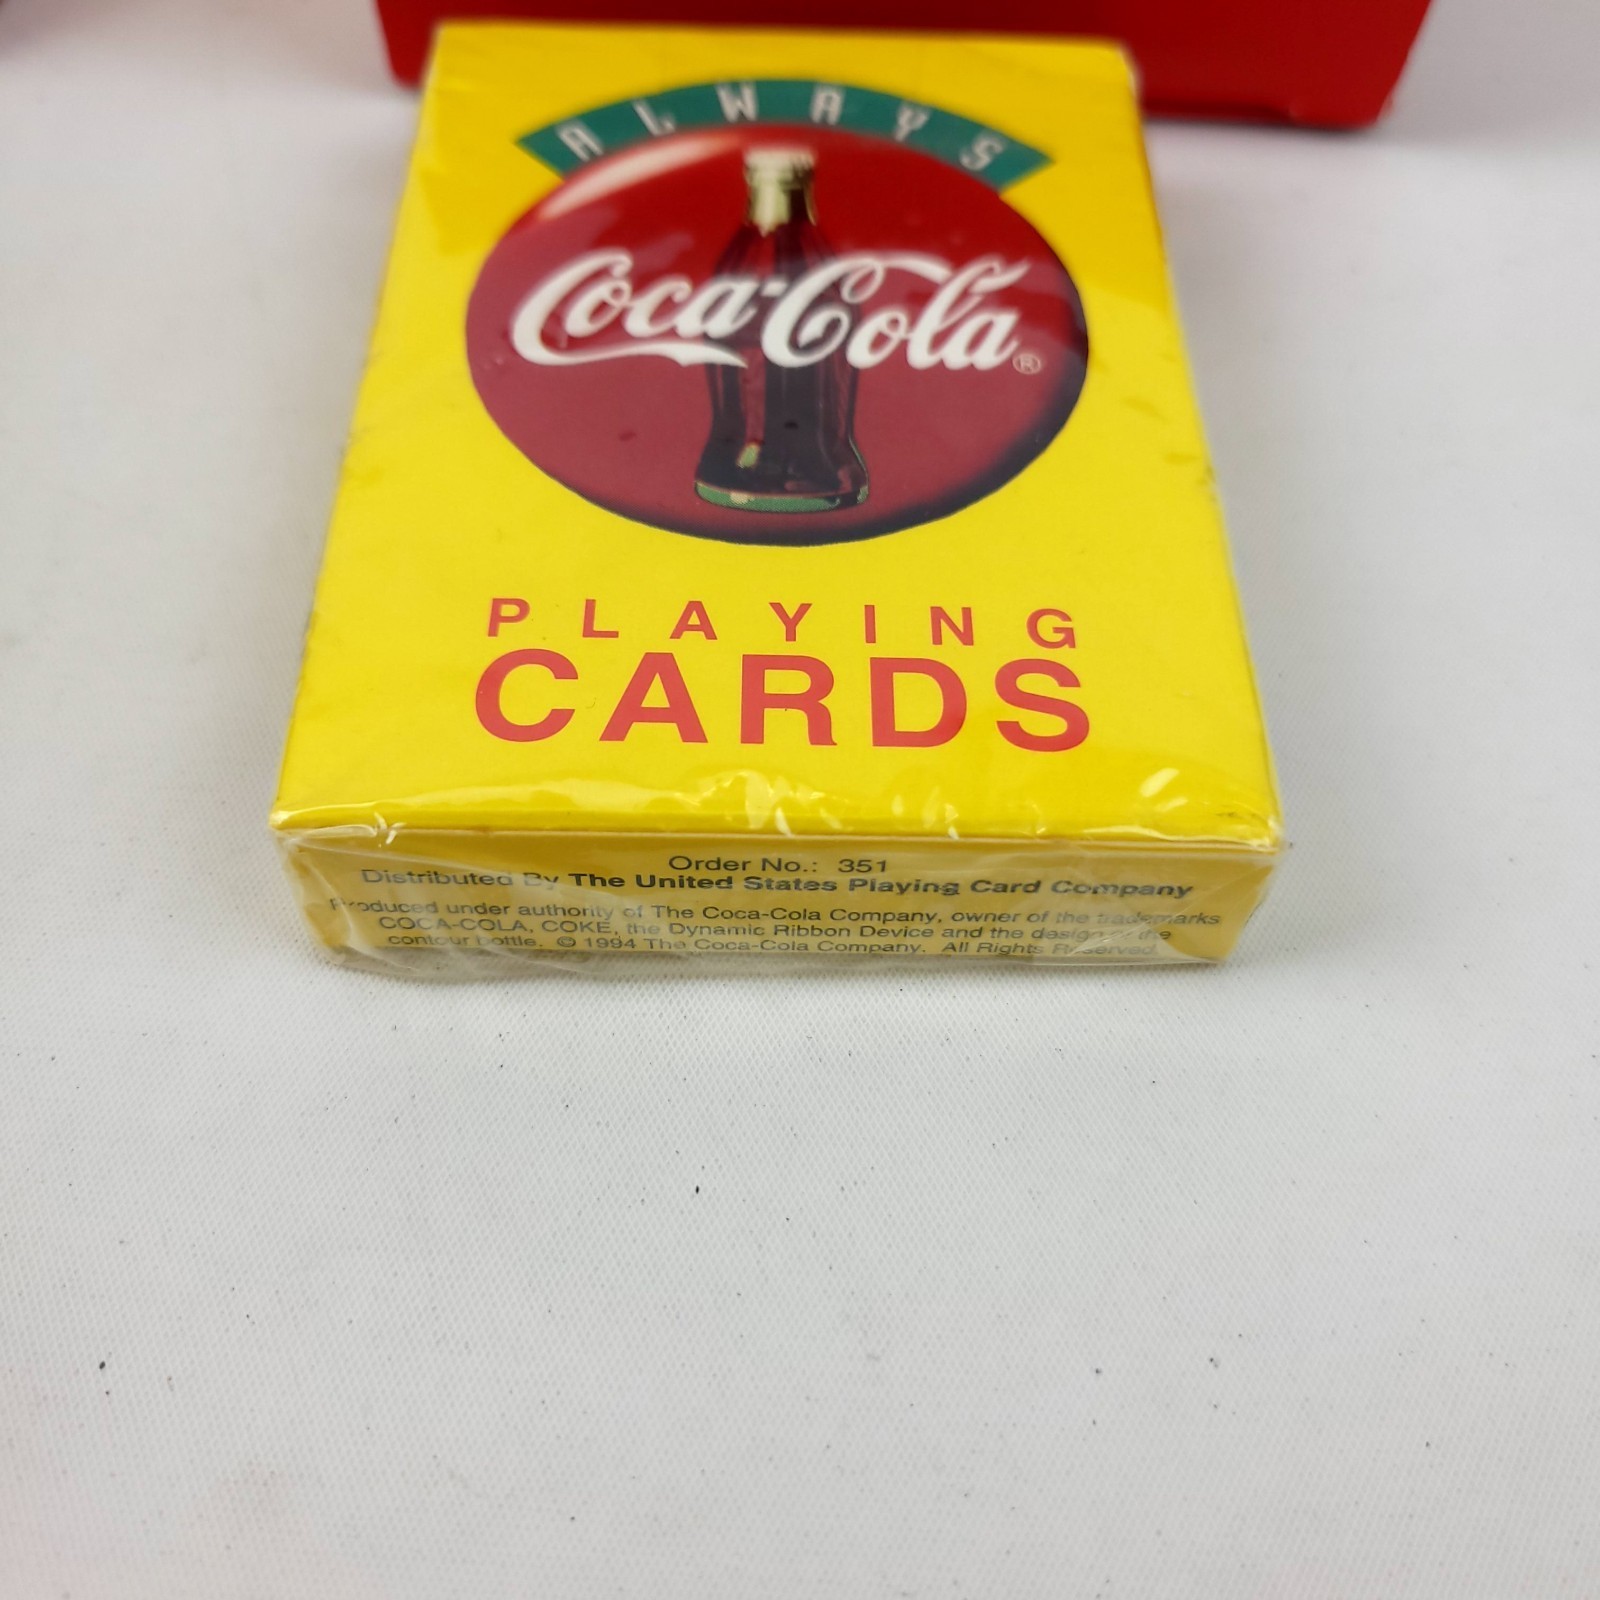 ALWAYS
Coca-Cola®
PLAYING
CARDS
Order No.: 351
Distributed By The United States Playing Card Company
Produced under authority of The Coca-Cola Company, owner of the trademarks
COCA-COLA, COKE, the Dynamic Ribbon Device and the design of the
contour bottle. © 1994 The Coca-Cola Company. All Rights Reserved.